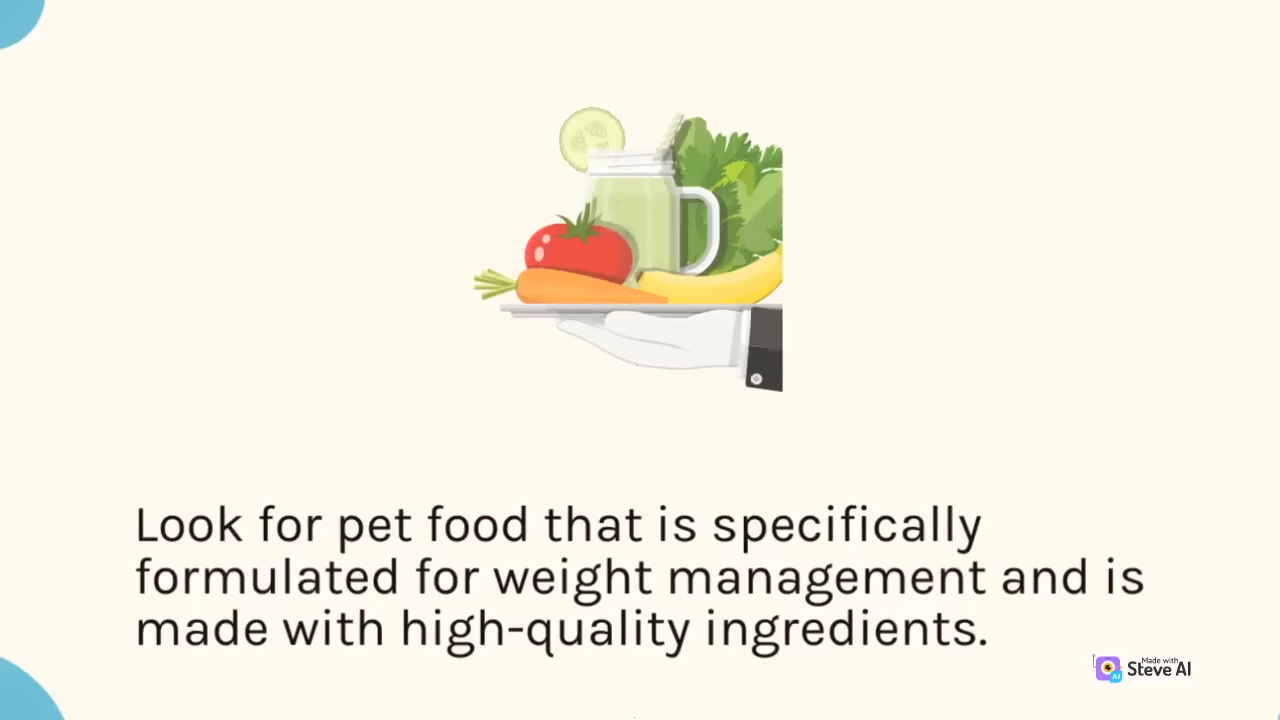 Look for pet food that is specifically
formulated for weight management and is
made with high-quality ingredients.
Made with
AI Steve AI